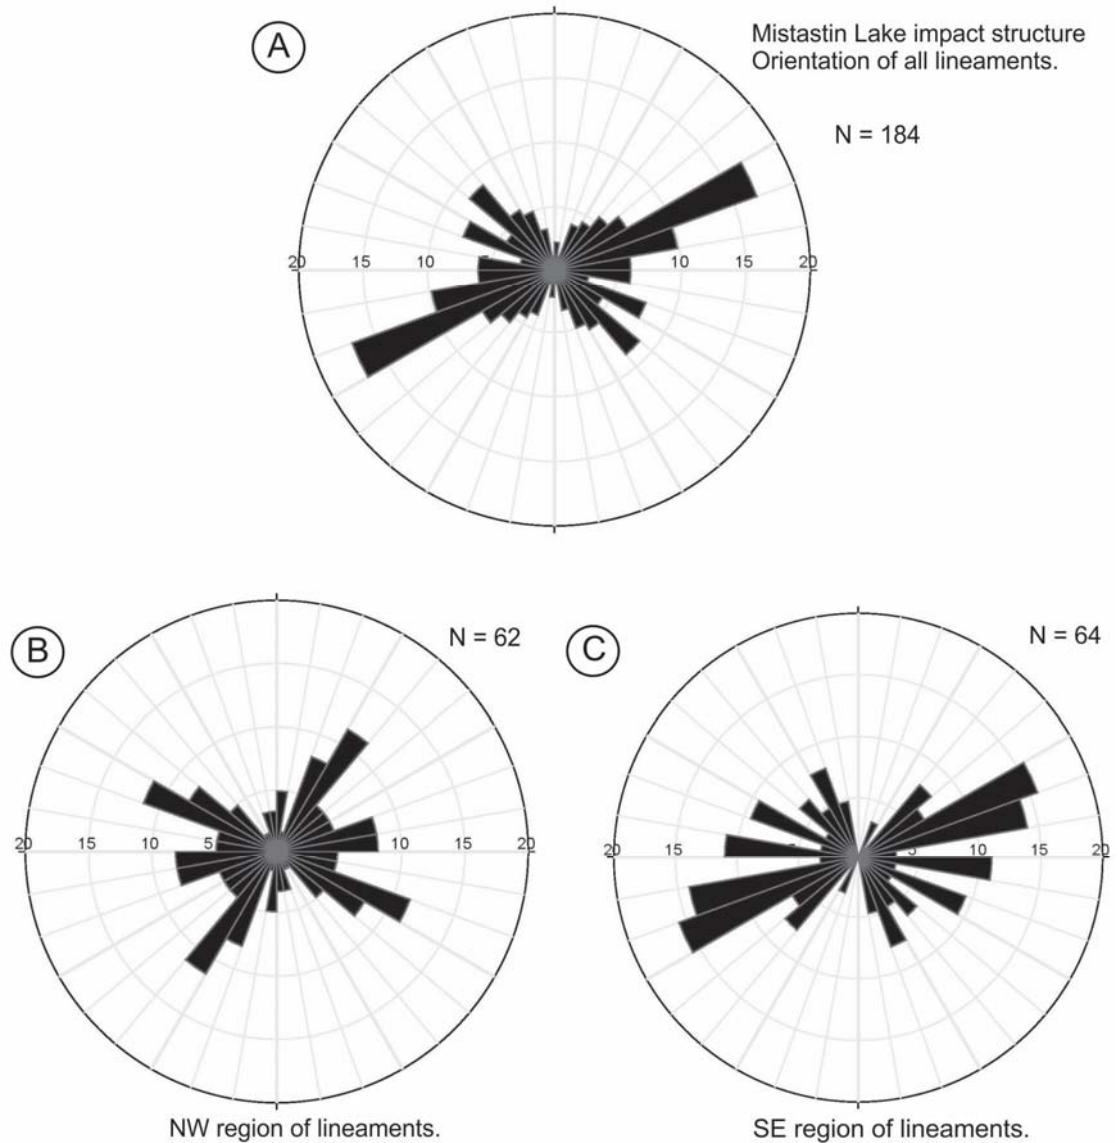 A
Mistastin Lake impact structure
Orientation of all lineaments.
N = 184
20 15 10 10 15 20
B
N = 62
20 15 10 5 10 15 20
NW region of lineaments.
C
N = 64
20 15 5 10 15 20
SE region of lineaments.